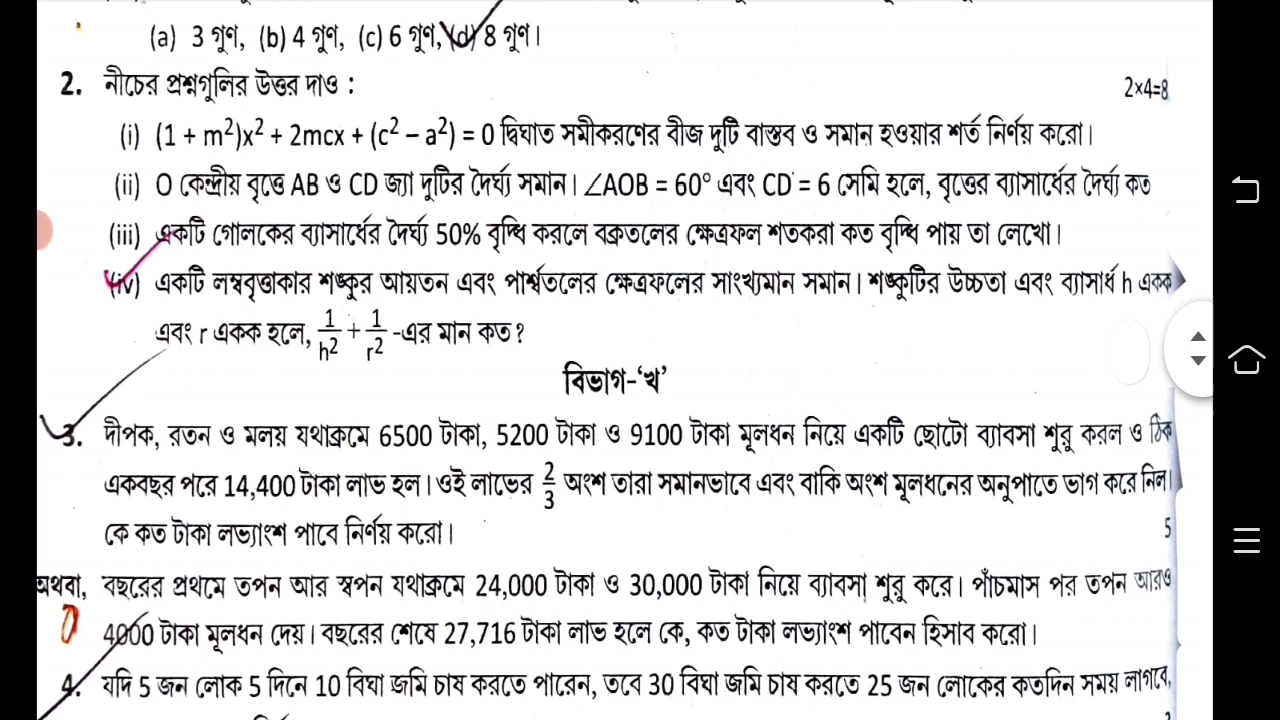 (a) 3 গুণ, (b) 4 গুণ, (c) 6 গুণ, (d) 8 গুণ।
2. নীচের প্রশ্নগুলির উত্তর দাও : 2×4=8
(i) (1 + m²)x² + 2mcx + (c² – a²) = 0 দ্বিঘাত সমীকরণের বীজ দুটি বাস্তব ও সমান হওয়ার শর্ত নির্ণয় করো।
(ii) O কেন্দ্রীয় বৃত্তে AB ও CD জ্যা দুটির দৈর্ঘ্য সমান। ∠AOB = 60° এবং CD = 6 সেমি হলে, বৃত্তের ব্যাসার্ধের দৈর্ঘ্য কত
(iii) একটি গোলকের ব্যাসার্ধের দৈর্ঘ্য 50% বৃদ্ধি করলে বক্রতলের ক্ষেত্রফল শতকরা কত বৃদ্ধি পায় তা লেখো।
(iv) একটি লম্ববৃত্তাকার শঙ্কুর আয়তন এবং পার্শ্বতলের ক্ষেত্রফলের সাংখ্যমান সমান। শঙ্কুটির উচ্চতা এবং ব্যাসার্ধ h একক
এবং r একক হলে, 1/h² + 1/r² -এর মান কত?
বিভাগ-‘খ’
3. দীপক, রতন ও মলয় যথাক্রমে 6500 টাকা, 5200 টাকা ও 9100 টাকা মূলধন নিয়ে একটি ছোটো ব্যাবসা শুরু করল ও ঠিক
একবছর পরে 14,400 টাকা লাভ হল। ওই লাভের 2/3 অংশ তারা সমানভাবে এবং বাকি অংশ মূলধনের অনুপাতে ভাগ করে নিল।
কে কত টাকা লভ্যাংশ পাবে নির্ণয় করো। 5
অথবা, বছরের প্রথমে তপন আর স্বপন যথাক্রমে 24,000 টাকা ও 30,000 টাকা নিয়ে ব্যাবসা শুরু করে। পাঁচমাস পর তপন আরও
4000 টাকা মূলধন দেয়। বছরের শেষে 27,716 টাকা লাভ হলে কে, কত টাকা লভ্যাংশ পাবেন হিসাব করো।
4. যদি 5 জন লোক 5 দিনে 10 বিঘা জমি চাষ করতে পারেন, তবে 30 বিঘা জমি চাষ করতে 25 জন লোকের কতদিন সময় লাগবে,